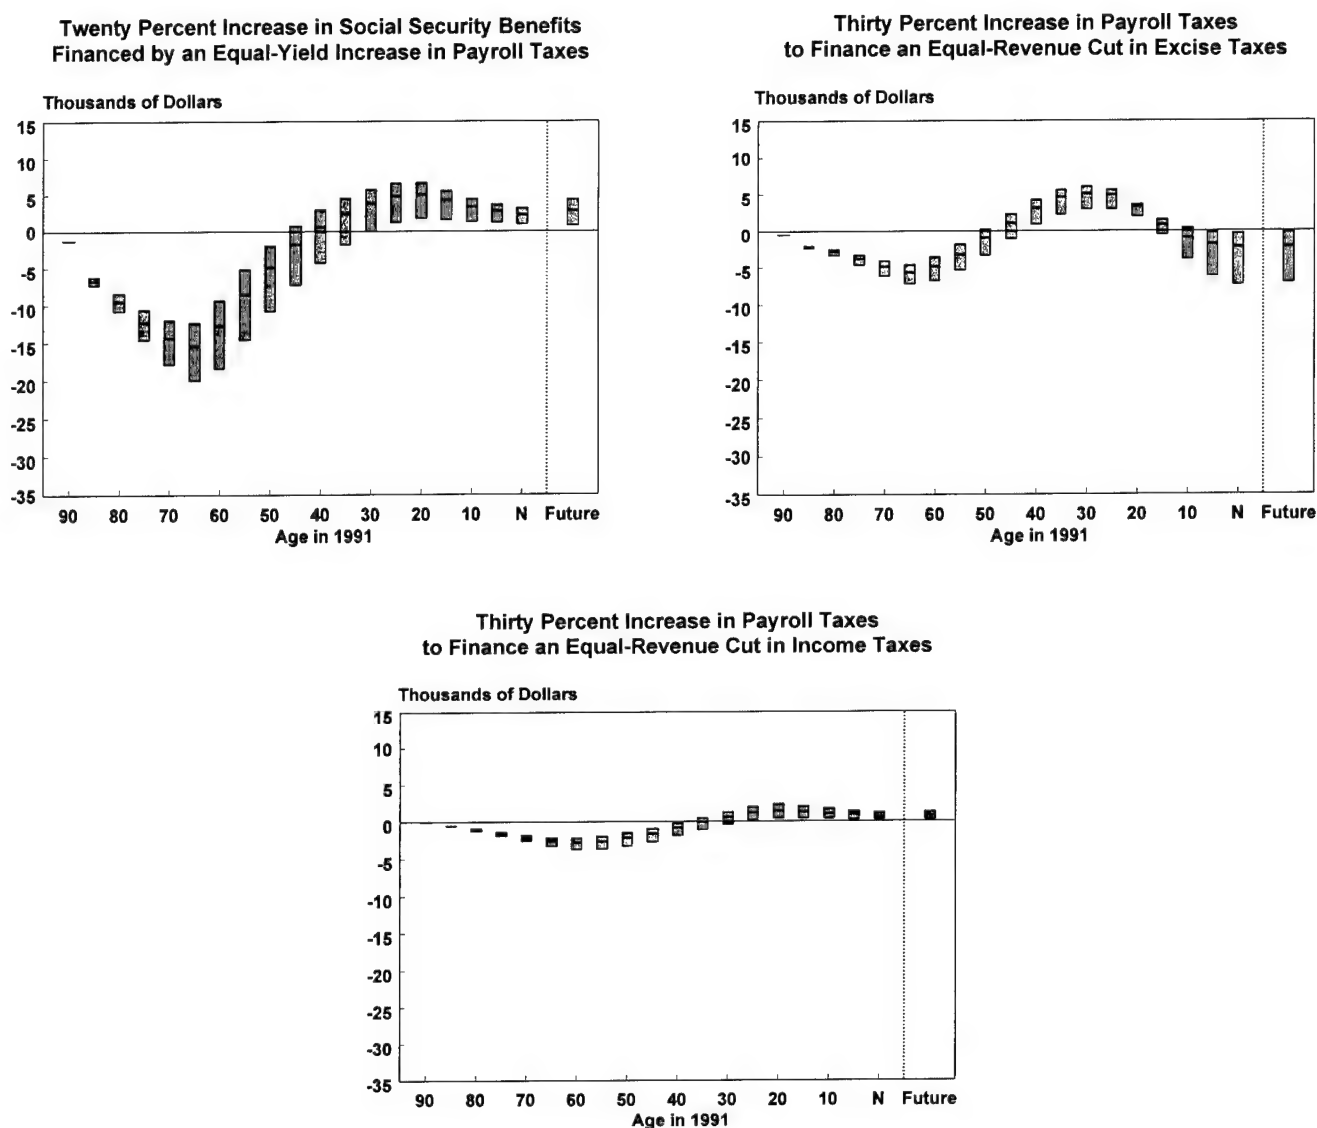 Twenty Percent Increase in Social Security Benefits
Financed by an Equal-Yield Increase in Payroll Taxes
Thousands of Dollars
15
10
5
0
-5
-10
-15
-20
-25
-30
-35
90 80 70 60 50 40 30 20 10 N Future
Age in 1991
Thirty Percent Increase in Payroll Taxes
to Finance an Equal-Revenue Cut in Excise Taxes
Thousands of Dollars
15
10
5
0
-5
-10
-15
-20
-25
-30
-35
90 80 70 60 50 40 30 20 10 N Future
Age in 1991
Thirty Percent Increase in Payroll Taxes
to Finance an Equal-Revenue Cut in Income Taxes
Thousands of Dollars
15
10
5
0
-5
-10
-15
-20
-25
-30
-35
90 80 70 60 50 40 30 20 10 N Future
Age in 1991